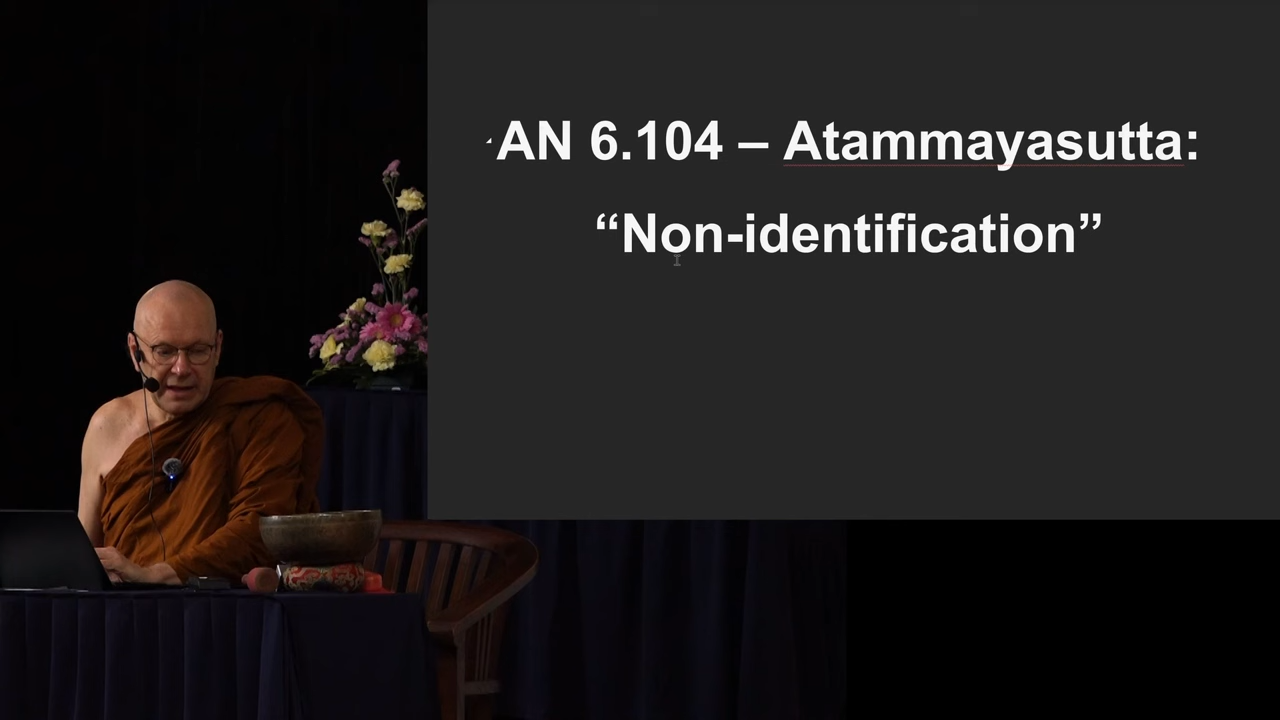 AN 6.104 – Atammayasutta:
“Non-identification”